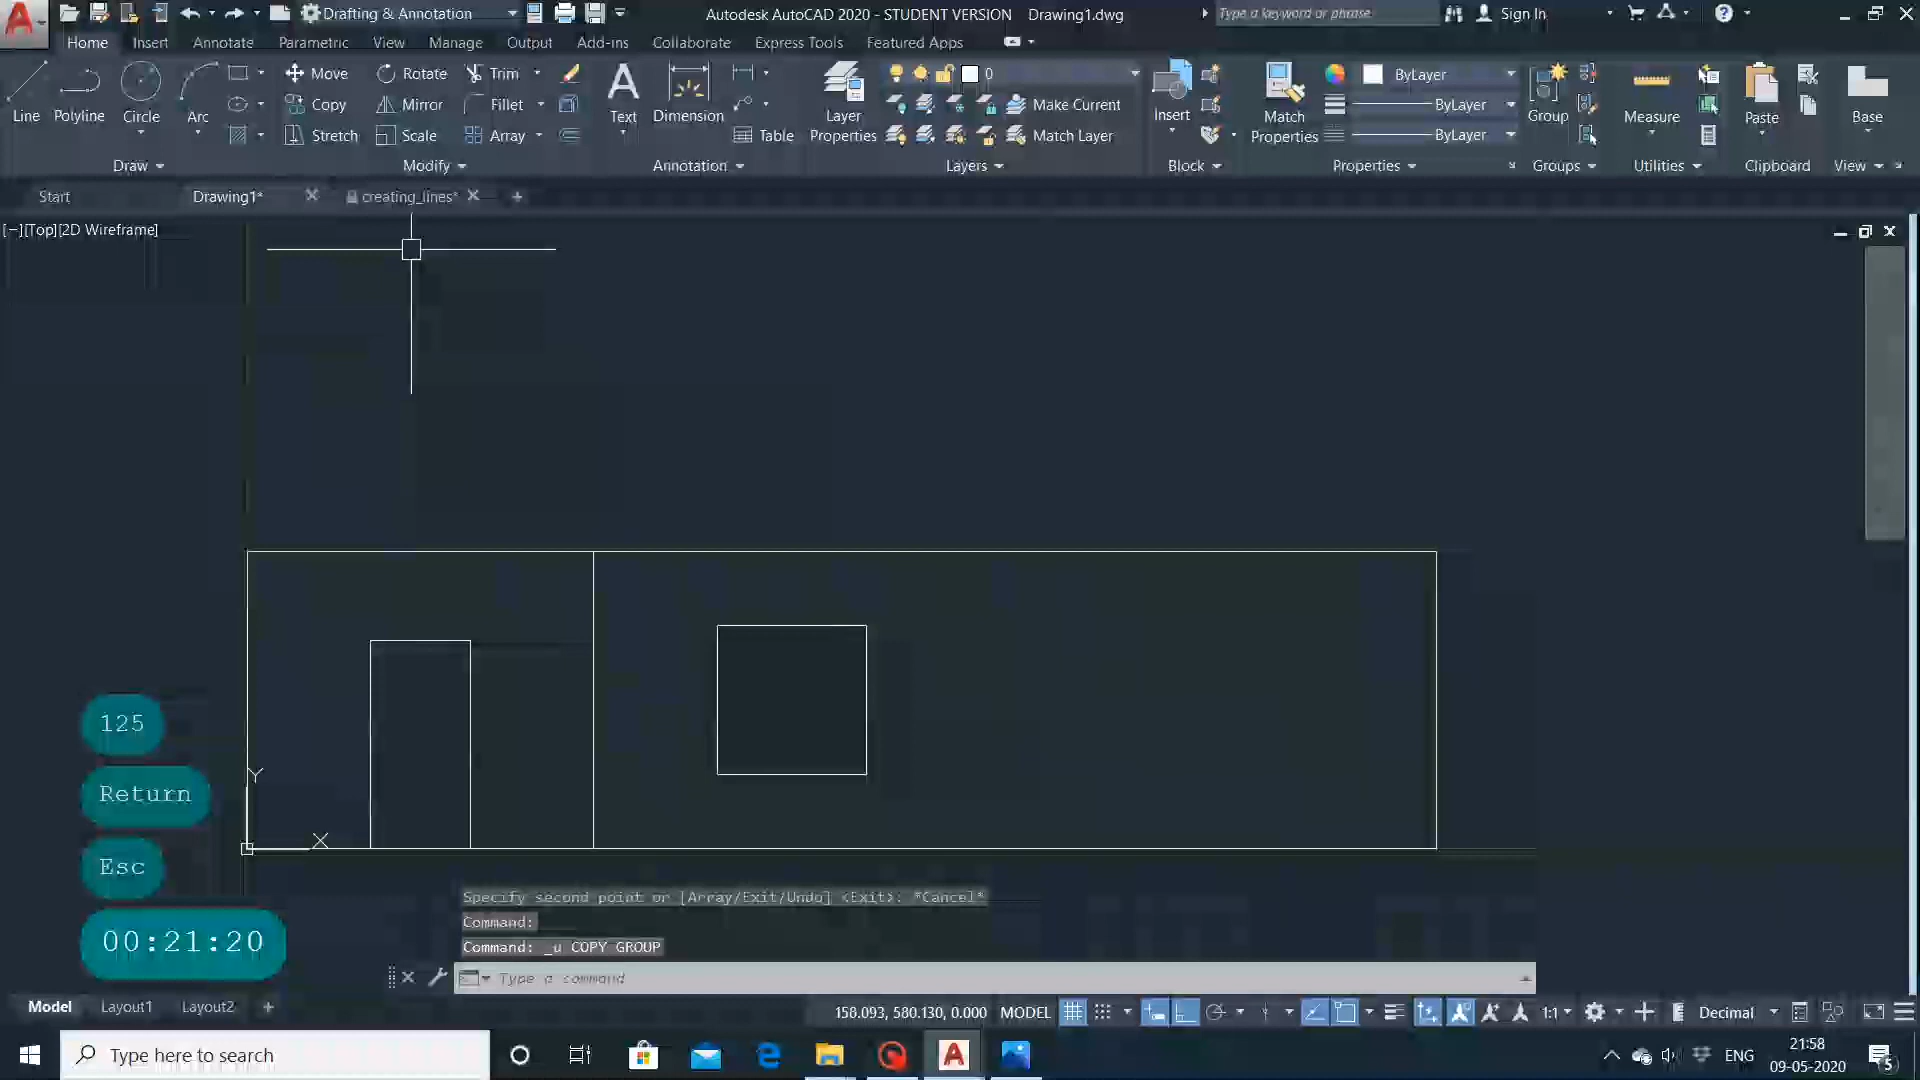 Drafting & Annotation
Autodesk AutoCAD 2020 - STUDENT VERSION Drawing1.dwg
Type a keyword or phrase
Sign In
Home Insert Annotate Parametric View Manage Output Add-ins Collaborate Express Tools Featured Apps
Line Polyline Circle Arc
Move Rotate Trim
Copy Mirror Fillet
Stretch Scale Array
Text Dimension Table
Layer Properties
0
Make Current
Match Layer
Insert
Match Properties
ByLayer
ByLayer
ByLayer
Group Measure Paste Base
Draw Modify Annotation Layers Block Properties Groups Utilities Clipboard View
Start Drawing1* creating_lines*
[−][Top][2D Wireframe]
125
Return
Y
X
Esc
00:21:20
Specify second point or [Array/Exit/Undo] <Exit>: *Cancel*
Command:
Command: _u COPY GROUP
Type a command
Model Layout1 Layout2
158.093, 580.130, 0.000 MODEL 1:1 Decimal
Type here to search
ENG
21:58
09-05-2020
5